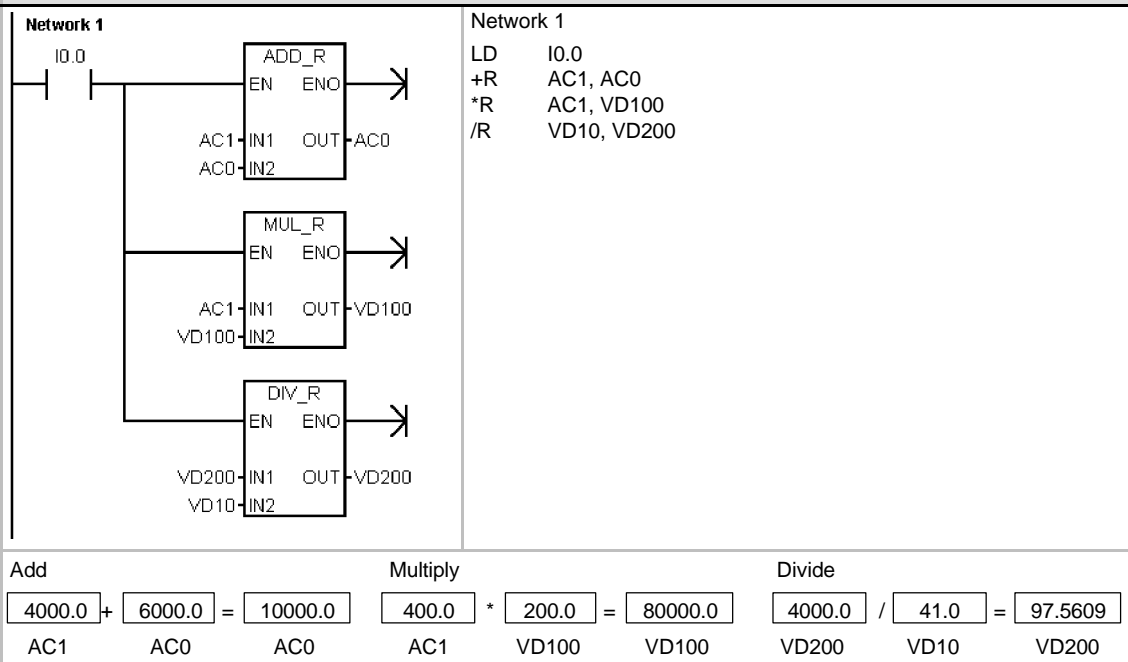 Network 1
I0.0
ADD_R
EN ENO
AC1 IN1 OUT AC0
AC0 IN2
MUL_R
EN ENO
AC1 IN1 OUT VD100
VD100 IN2
DIV_R
EN ENO
VD200 IN1 OUT VD200
VD10 IN2
Network 1
LD I0.0
+R AC1, AC0
*R AC1, VD100
/R VD10, VD200
Add
4000.0 + 6000.0 = 10000.0
AC1 AC0 AC0
Multiply
400.0 * 200.0 = 80000.0
AC1 VD100 VD100
Divide
4000.0 / 41.0 = 97.5609
VD200 VD10 VD200